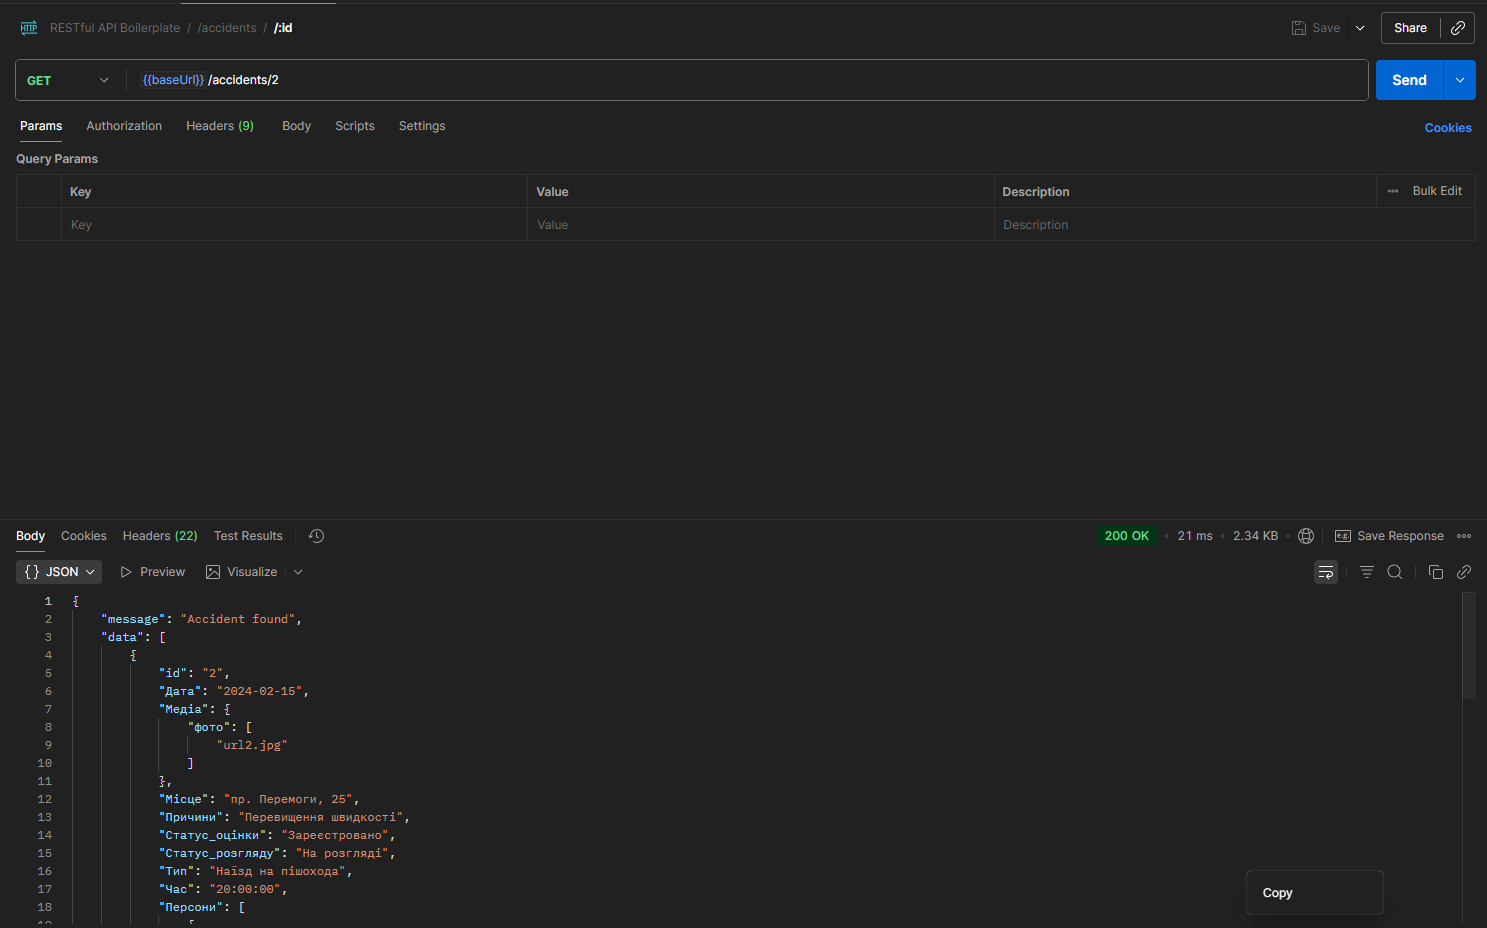 HTTP RESTful API Boilerplate / /accidents / /:id Save Share
GET {{baseUrl}} /accidents/2 Send
Params Authorization Headers (9) Body Scripts Settings Cookies
Query Params
Key Value Description ••• Bulk Edit
Key Value Description
Body Cookies Headers (22) Test Results 200 OK • 21 ms • 2.34 KB • e.g. Save Response •••
{} JSON Preview Visualize
1 {
2 "message": "Accident found",
3 "data": [
4 {
5 "id": "2",
6 "Дата": "2024-02-15",
7 "Медіа": {
8 "фото": [
9 "url2.jpg"
10 ]
11 },
12 "Місце": "пр. Перемоги, 25",
13 "Причини": "Перевищення швидкості",
14 "Статус_оцінки": "Зареєстровано",
15 "Статус_розгляду": "На розгляді",
16 "Тип": "Наїзд на пішохода",
17 "Час": "20:00:00",
18 "Персони": [
Copy